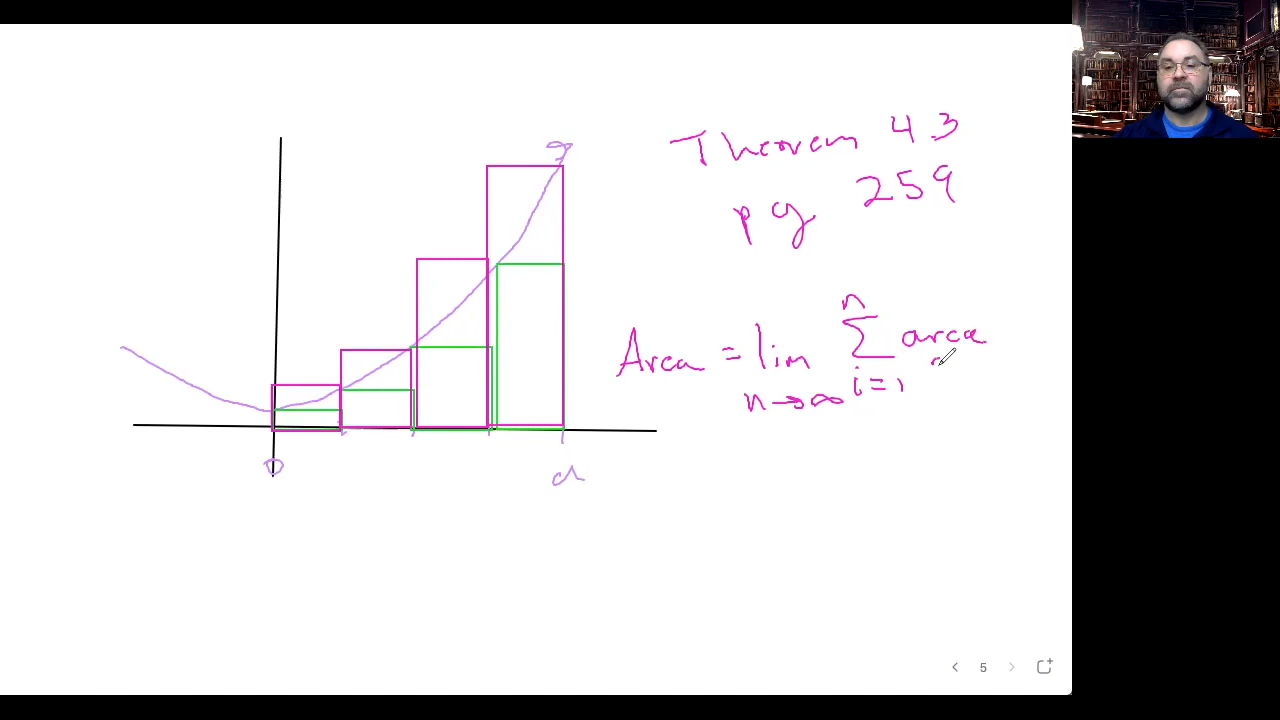 Theorem 4.3
pg 259
n
Area = lim Σ area
n→∞ i=1
0
a
5